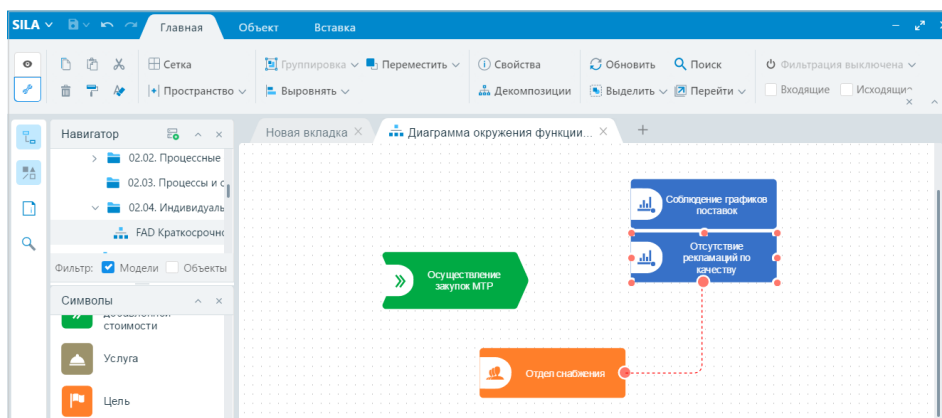 SILA
Главная
Объект
Вставка
Сетка
Группировка
Переместить
Свойства
Обновить
Поиск
Фильтрация выключена
Пространство
Выровнять
Декомпозиции
Выделить
Перейти
Входящие
Исходящи
Навигатор
Новая вкладка
Диаграмма окружения функции...
02.02. Процессные
02.03. Процессы и с
02.04. Индивидуаль
FAD Краткосрочно
Фильтр:
Модели
Объекты
Символы
стоимости
Услуга
Цель
Соблюдение графиков
поставок
Отсутствие
рекламаций по
качеству
Осуществление
закупок МТР
Отдел снабжения